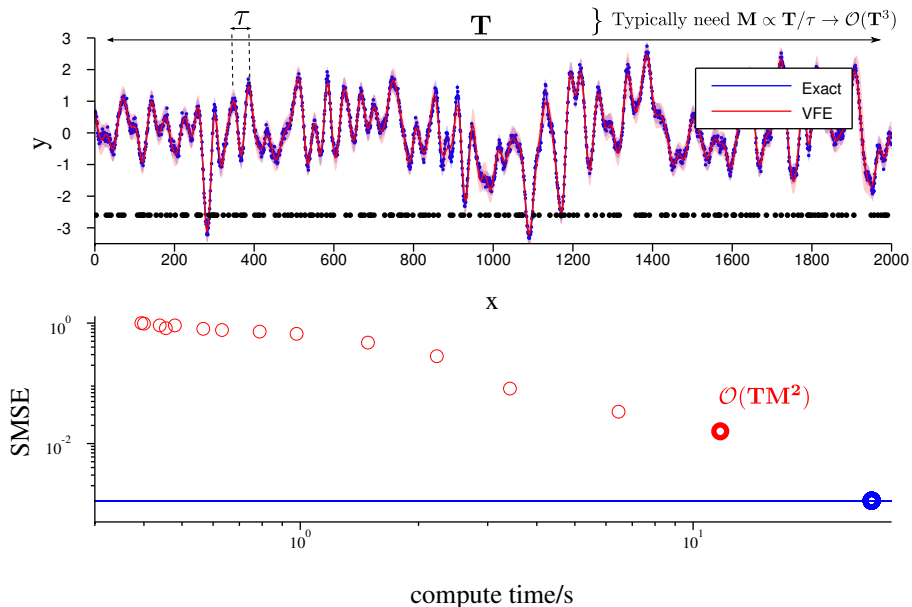 τ
T
} Typically need M ∝ T/τ → O(T³)
3
2
1
0
-1
-2
-3
y
Exact
VFE
0 200 400 600 800 1000 1200 1400 1600 1800 2000
x
10⁰
10⁻²
SMSE
O(TM²)
10⁰ 10¹
compute time/s